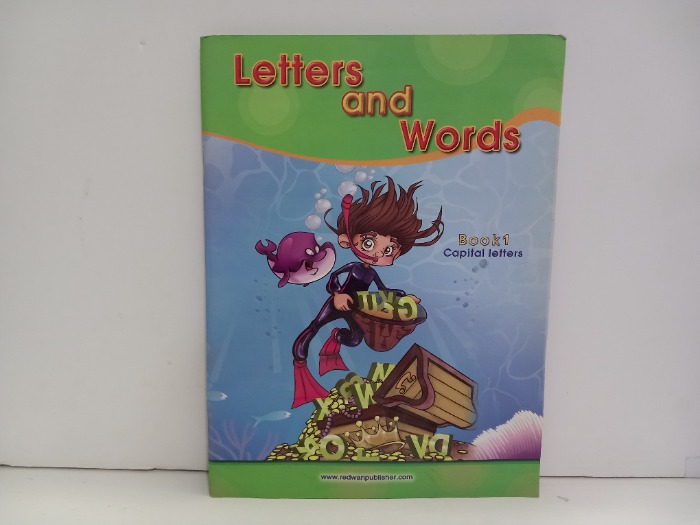 Letters
and
Words
Book 1
Capital letters
G
N
W
X
O
V
D
www.redwanpublisher.com